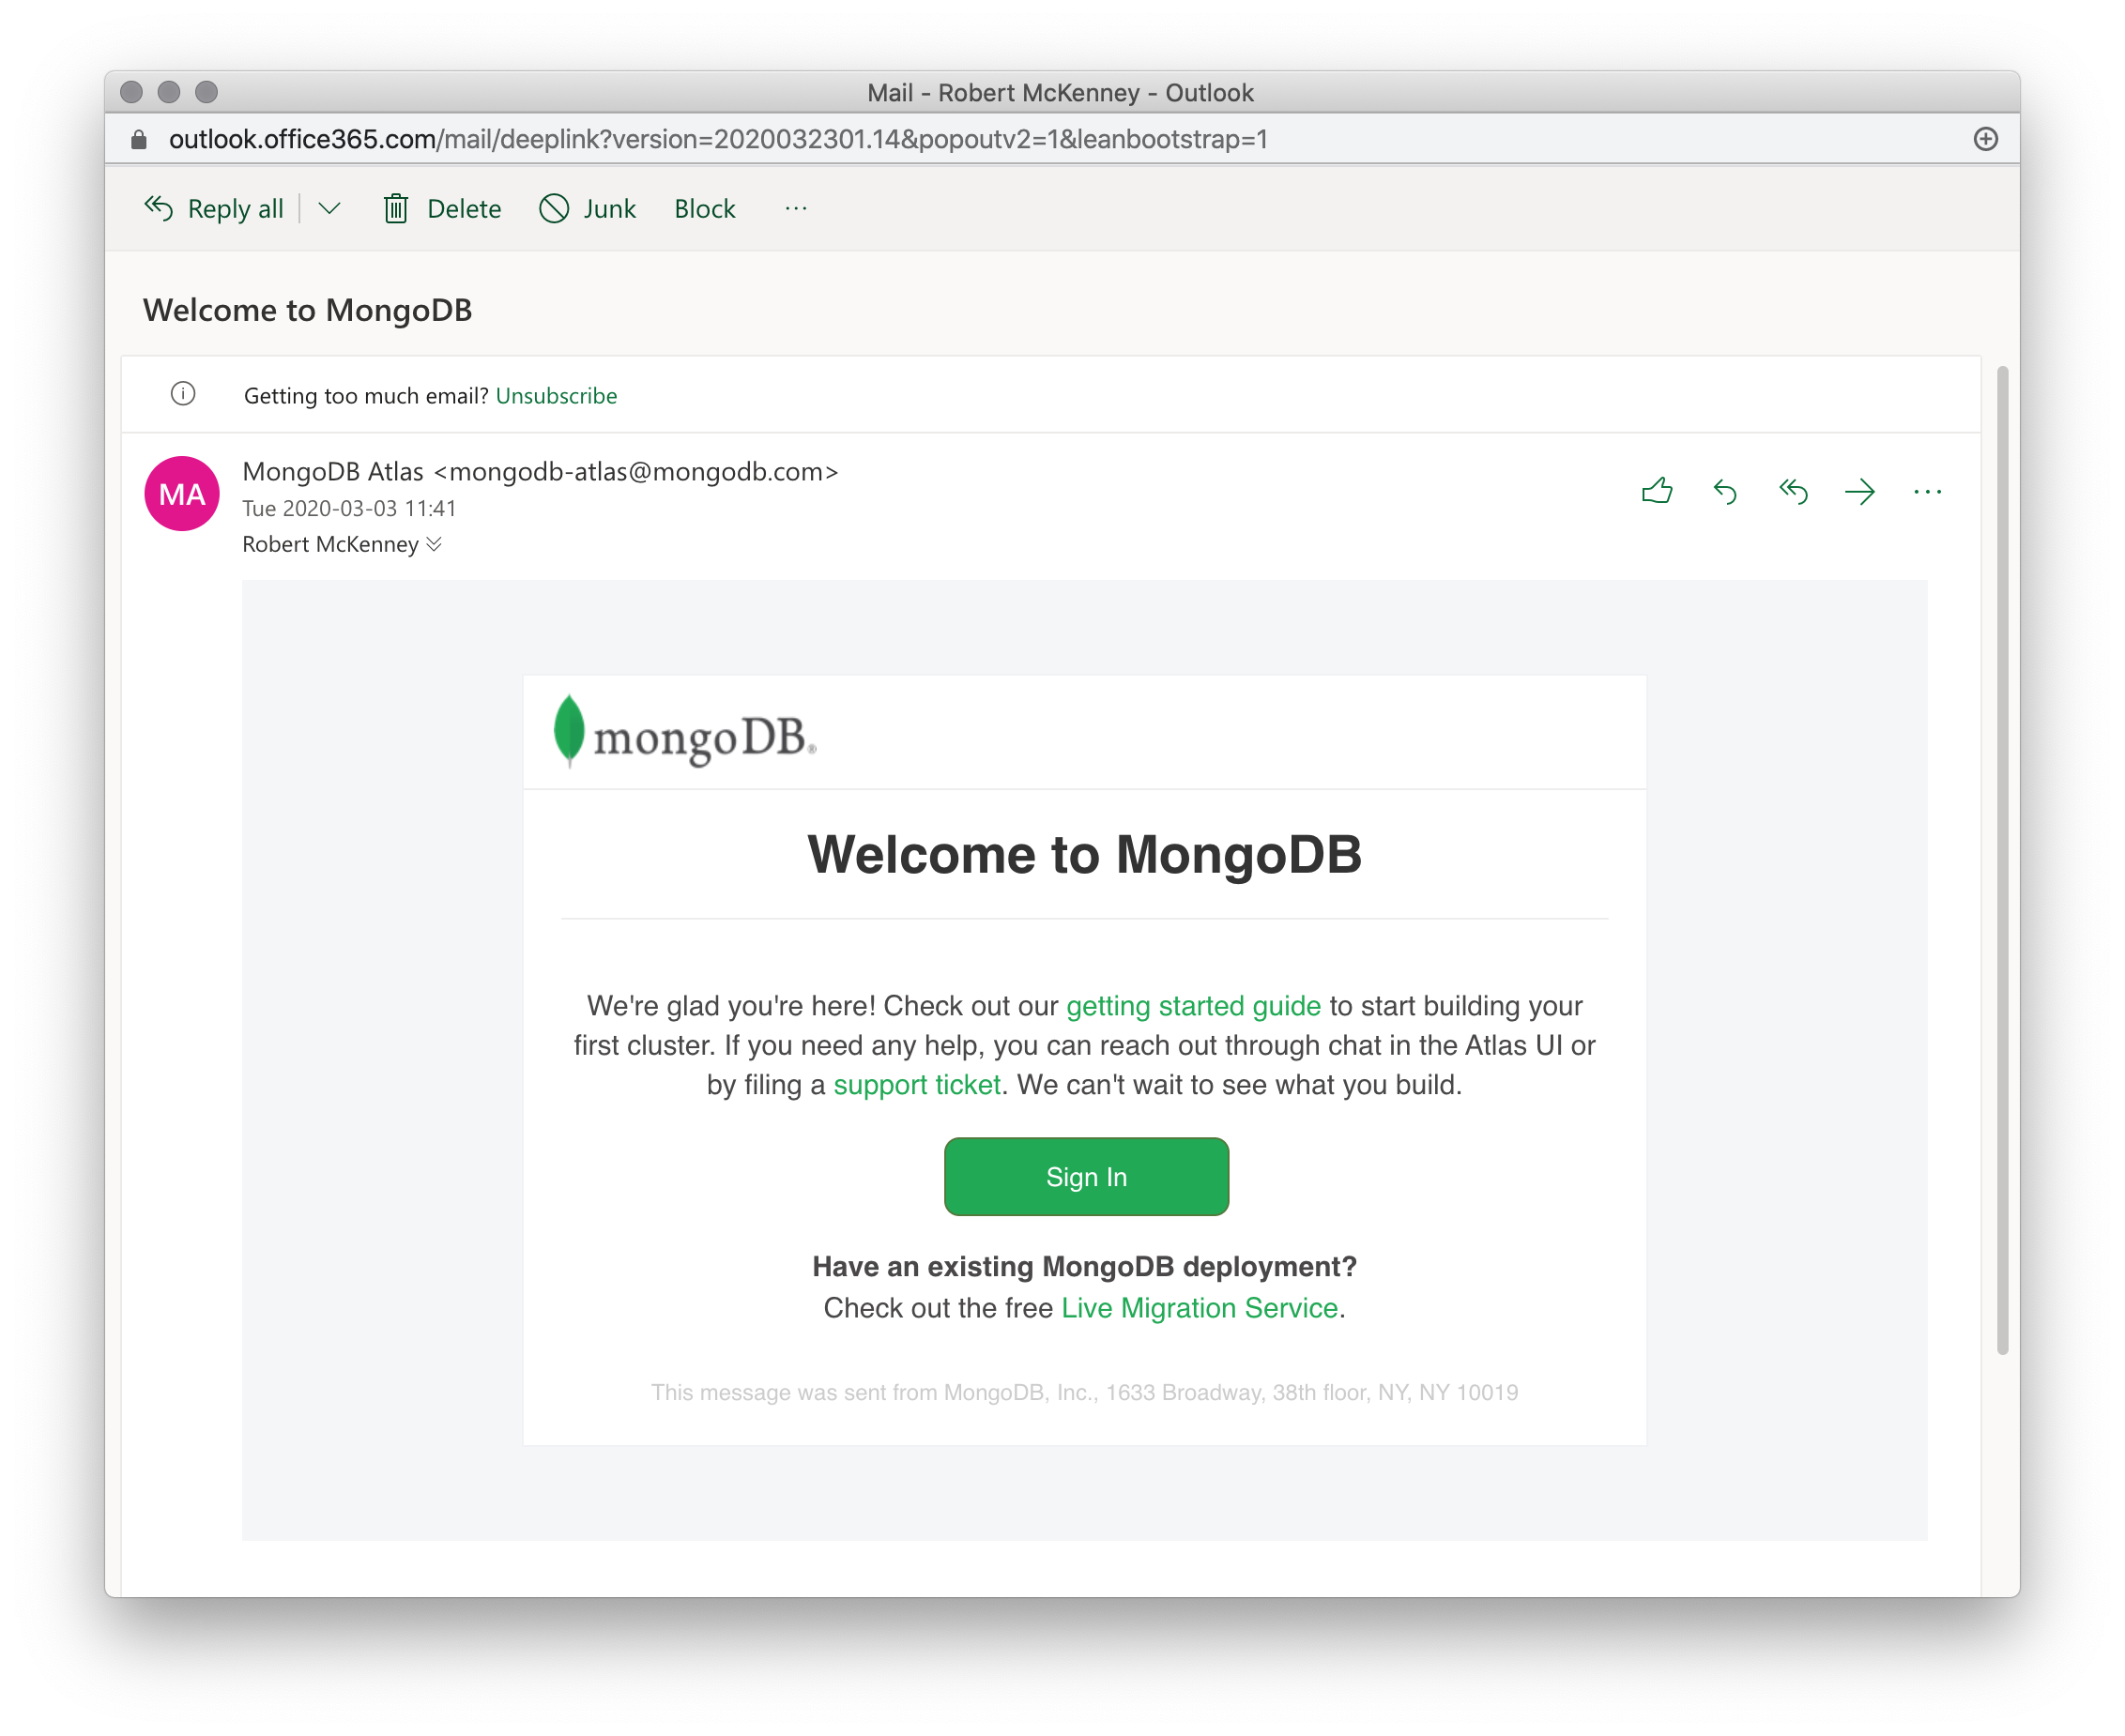 Mail - Robert McKenney - Outlook
outlook.office365.com/mail/deeplink?version=2020032301.14&popoutv2=1&leanbootstrap=1
Reply all Delete Junk Block ...
Welcome to MongoDB
Getting too much email? Unsubscribe
MA
MongoDB Atlas <mongodb-atlas@mongodb.com>
Tue 2020-03-03 11:41
Robert McKenney
mongoDB®
Welcome to MongoDB
We're glad you're here! Check out our getting started guide to start building your
first cluster. If you need any help, you can reach out through chat in the Atlas UI or
by filing a support ticket. We can't wait to see what you build.
Sign In
Have an existing MongoDB deployment?
Check out the free Live Migration Service.
This message was sent from MongoDB, Inc., 1633 Broadway, 38th floor, NY, NY 10019